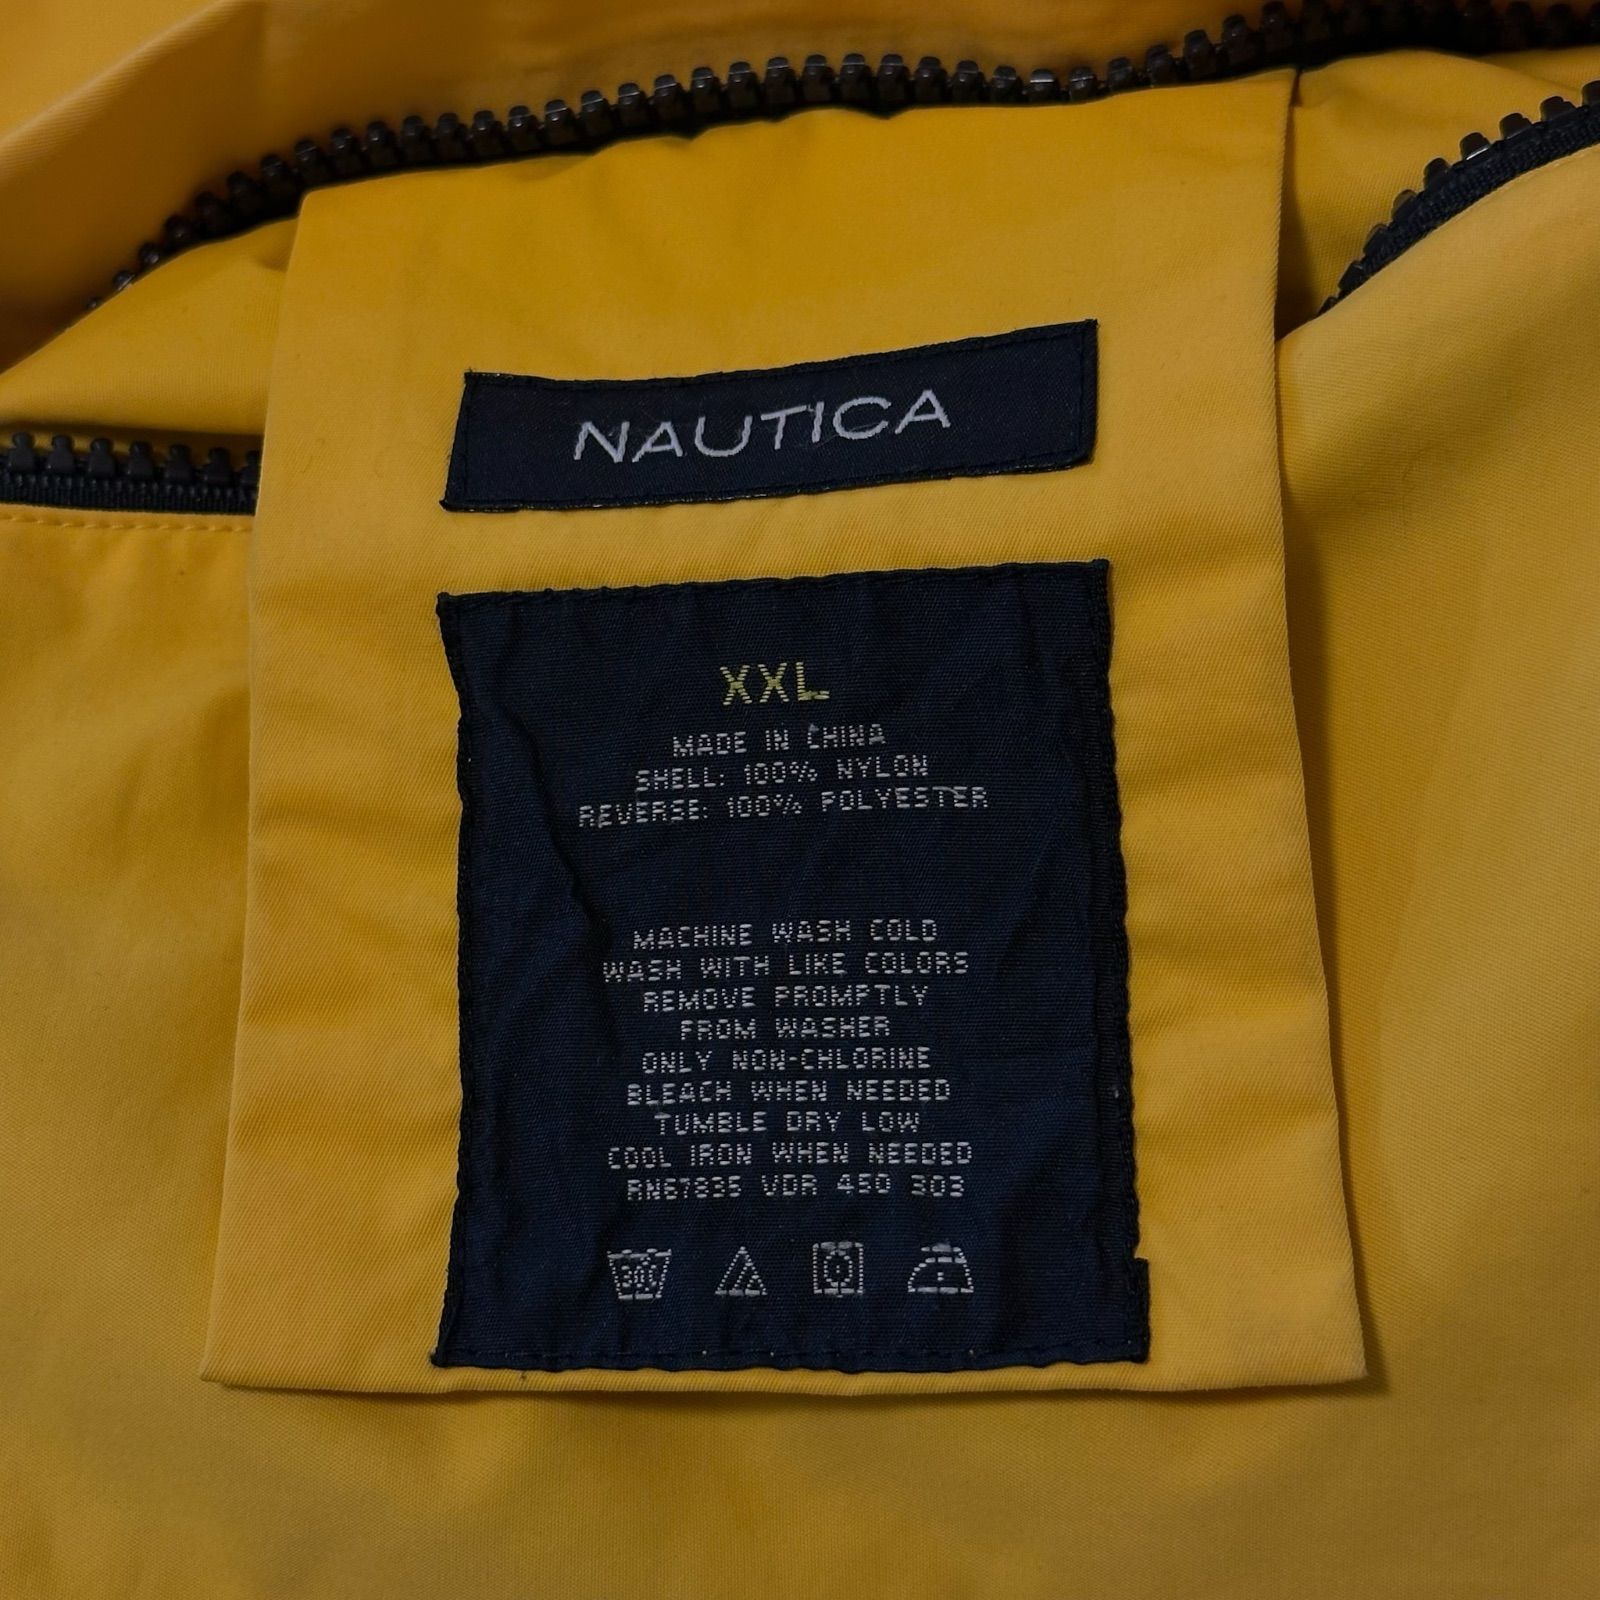 NAUTICA
XXL
MADE IN CHINA
SHELL: 100% NYLON
REVERSE: 100% POLYESTER
MACHINE WASH COLD
WASH WITH LIKE COLORS
REMOVE PROMPTLY
FROM WASHER
ONLY NON-CHLORINE
BLEACH WHEN NEEDED
TUMBLE DRY LOW
COOL IRON WHEN NEEDED
RN67835 VDR 450 303
30C